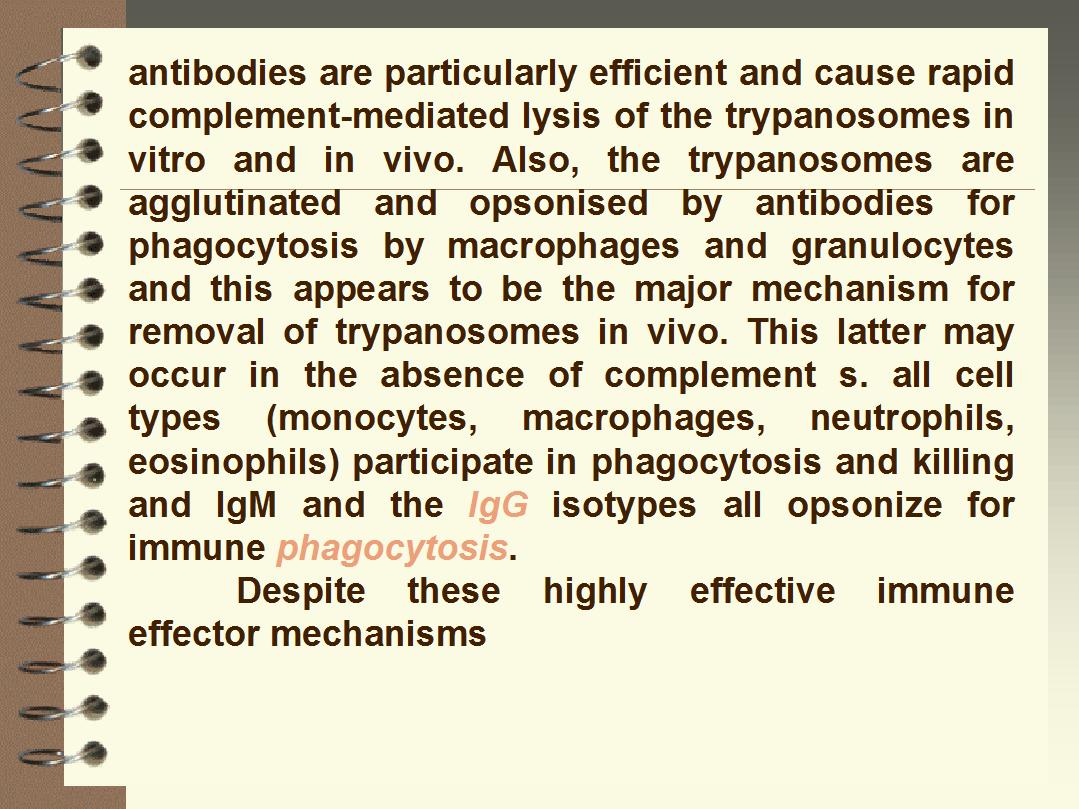 antibodies are particularly efficient and cause rapid
complement-mediated lysis of the trypanosomes in
vitro and in vivo. Also, the trypanosomes are
agglutinated and opsonised by antibodies for
phagocytosis by macrophages and granulocytes
and this appears to be the major mechanism for
removal of trypanosomes in vivo. This latter may
occur in the absence of complement s. all cell
types (monocytes, macrophages, neutrophils,
eosinophils) participate in phagocytosis and killing
and IgM and the IgG isotypes all opsonize for
immune phagocytosis.
Despite these highly effective immune
effector mechanisms